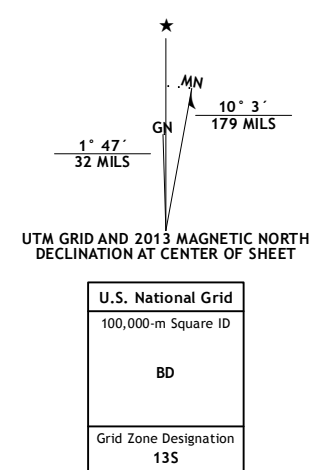 ★
MN
GN
10° 3´
179 MILS
1° 47´
32 MILS
UTM GRID AND 2013 MAGNETIC NORTH
DECLINATION AT CENTER OF SHEET
U.S. National Grid
100,000-m Square ID
BD
Grid Zone Designation
13S